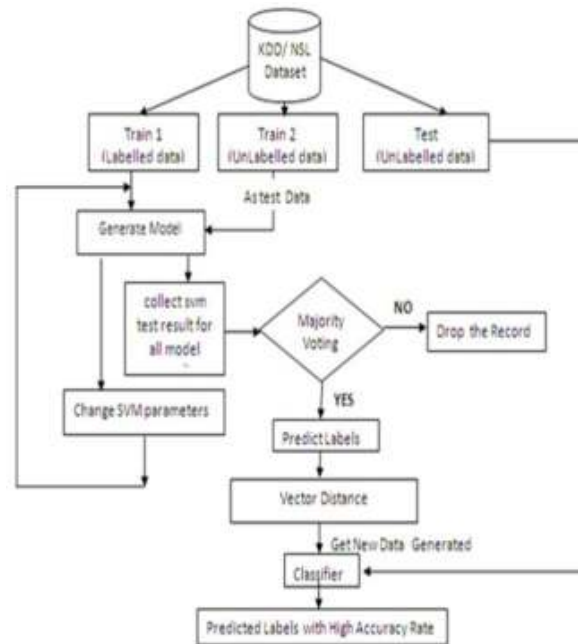 KDD/ NSL
Dataset
Train 1
(Labelled data)
Train 2
(UnLabelled data)
Test
(UnLabelled data)
As test Data
Generate Model
collect svm
test result for
all model
Majority
Voting
NO
Drop the Record
YES
Change SVM parameters
Predict Labels
Vector Distance
Get New Data Generated
Classifier
Predicted Labels with High Accuracy Rate